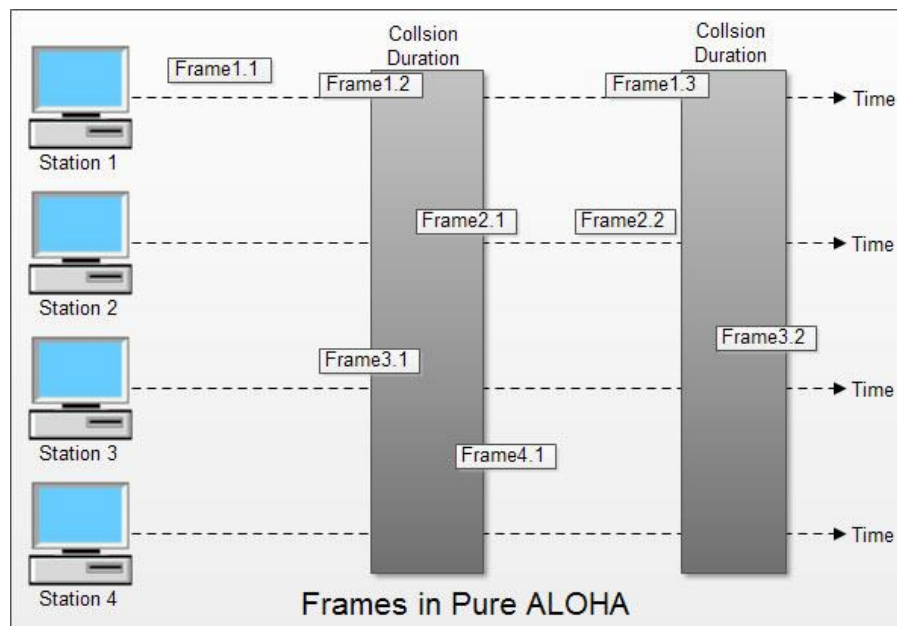 Collsion
Duration
Collsion
Duration
Frame1.1
Frame1.2
Frame1.3
Time
Station 1
Frame2.1
Frame2.2
Time
Station 2
Frame3.1
Frame3.2
Time
Station 3
Frame4.1
Time
Station 4
Frames in Pure ALOHA